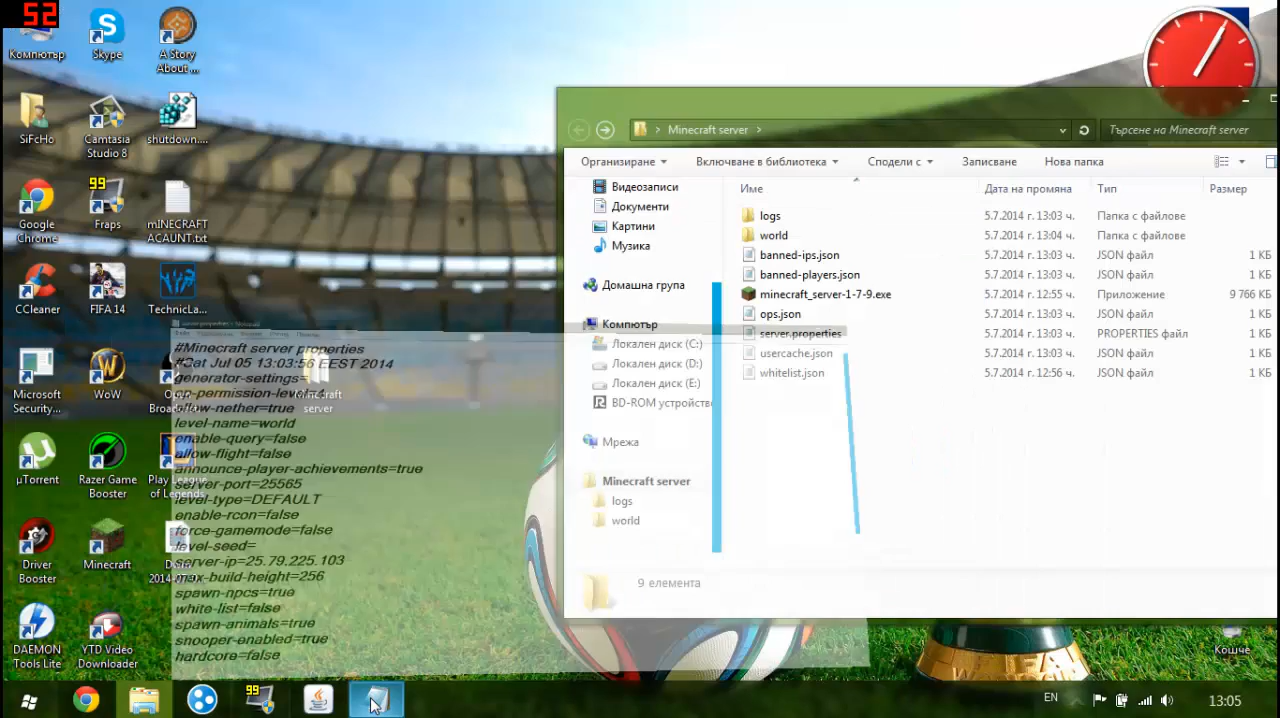 52
Компютър
Skype
A Story
About ...
SiFcHo
Camtasia
Studio 8
shutdown....
Google
Chrome
99
Fraps
mINECRAFT
ACAUNT.txt
CCleaner
FIFA 14
TechnicLa...
Microsoft
Security...
WoW
Open
Broadca...
Minecraft
server
µTorrent
Razer Game
Booster
Play League
of Legends
Driver
Booster
Minecraft
2014-07-0...
DAEMON
Tools Lite
YTD Video
Downloader
#Minecraft server properties
#Sat Jul 05 13:03:56 EEST 2014
generator-settings=
op-permission-level=4
allow-nether=true
level-name=world
enable-query=false
allow-flight=false
announce-player-achievements=true
server-port=25565
level-type=DEFAULT
enable-rcon=false
force-gamemode=false
level-seed=
server-ip=25.79.225.103
max-build-height=256
spawn-npcs=true
white-list=false
spawn-animals=true
snooper-enabled=true
hardcore=false
Minecraft server
Търсене на Minecraft server
Организиране
Включване в библиотека
Сподели с
Записване
Нова папка
Видеозаписи
Документи
Картини
Музика
Домашна група
Компютър
Локален диск (C:)
Локален диск (D:)
Локален диск (E:)
BD-ROM устройств
Мрежа
Minecraft server
logs
world
Име Дата на промяна Тип Размер
logs 5.7.2014 г. 13:03 ч. Папка с файлове
world 5.7.2014 г. 13:04 ч. Папка с файлове
banned-ips.json 5.7.2014 г. 13:03 ч. JSON файл 1 КБ
banned-players.json 5.7.2014 г. 13:03 ч. JSON файл 1 КБ
minecraft_server-1-7-9.exe 5.7.2014 г. 12:55 ч. Приложение 9 766 КБ
ops.json 5.7.2014 г. 13:03 ч. JSON файл 1 КБ
server.properties 5.7.2014 г. 13:03 ч. PROPERTIES файл 1 КБ
usercache.json 5.7.2014 г. 13:03 ч. JSON файл 1 КБ
whitelist.json 5.7.2014 г. 12:56 ч. JSON файл 1 КБ
9 елемента
Кошче
99
EN
13:05